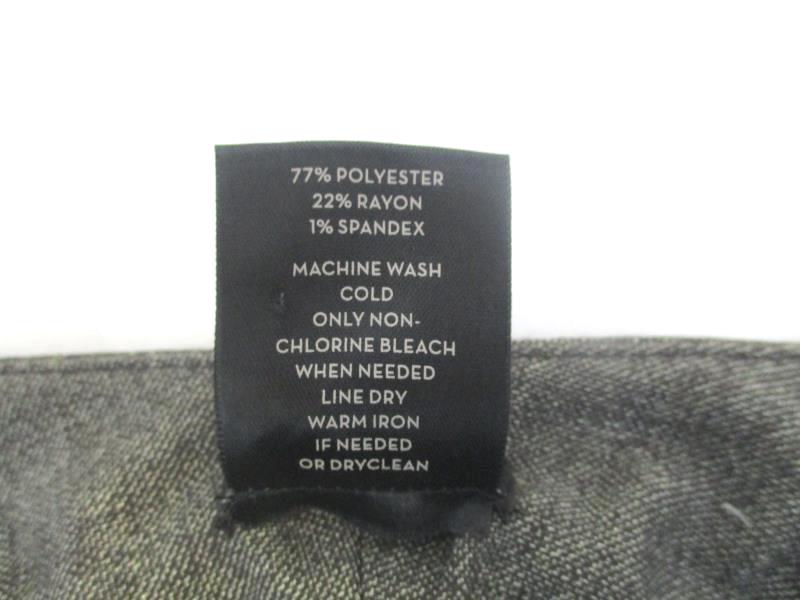 77% POLYESTER
22% RAYON
1% SPANDEX
MACHINE WASH
COLD
ONLY NON-
CHLORINE BLEACH
WHEN NEEDED
LINE DRY
WARM IRON
IF NEEDED
OR DRYCLEAN